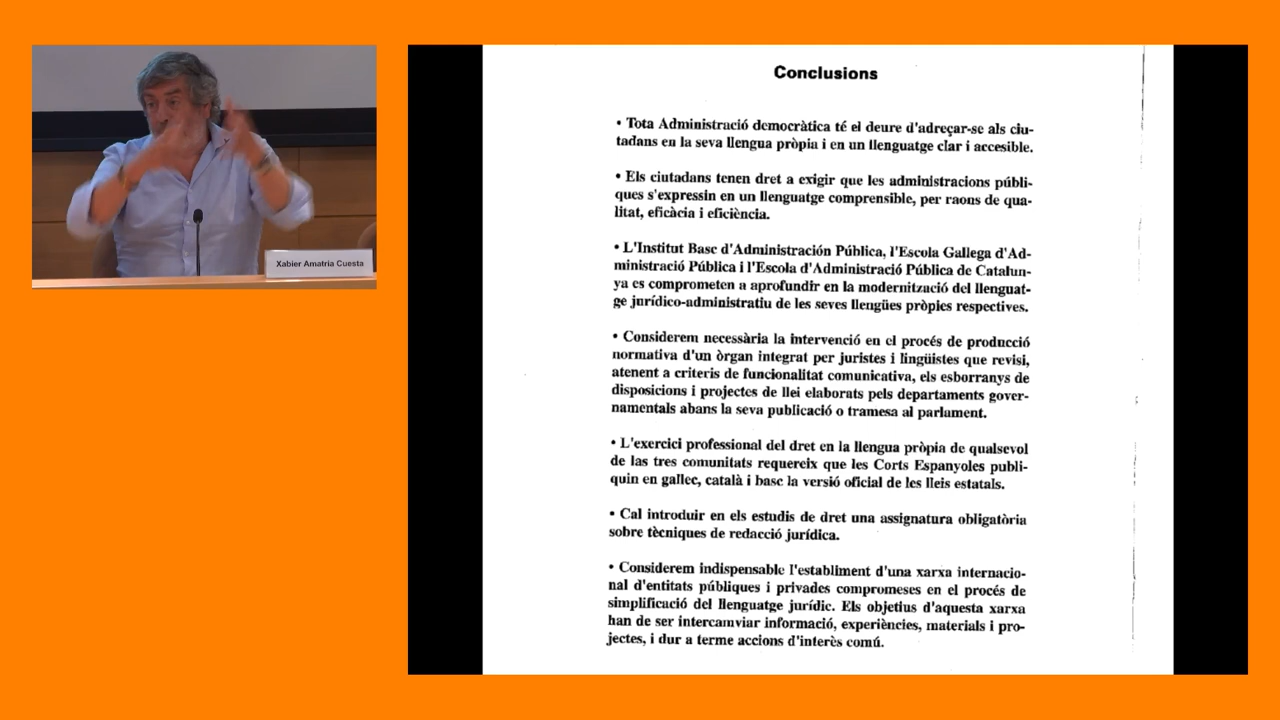 Xabier Amatria Cuesta
Conclusions
• Tota Administració democràtica té el deure d'adreçar-se als ciu-
tadans en la seva llengua pròpia i en un llenguatge clar i accesible.
• Els ciutadans tenen dret a exigir que les administracions públi-
ques s'expressin en un llenguatge comprensible, per raons de qua-
litat, eficàcia i eficiència.
• L'Institut Basc d'Administración Pública, l'Escola Gallega d'Ad-
ministració Pública i l'Escola d'Administració Pública de Catalun-
ya es comprometen a aprofundir en la modernització del llenguat-
ge jurídico-administratiu de les seves llengües pròpies respectives.
• Considerem necessària la intervenció en el procés de producció
normativa d'un òrgan integrat per juristes i lingüistes que revisi,
atenent a criteris de funcionalitat comunicativa, els esborranys de
disposicions i projectes de llei elaborats pels departaments gover-
namentals abans la seva publicació o tramesa al parlament.
• L'exercici professional del dret en la llengua pròpia de qualsevol
de las tres comunitats requereix que les Corts Espanyoles publi-
quin en gallec, català i basc la versió oficial de les lleis estatals.
• Cal introduir en els estudis de dret una assignatura obligatòria
sobre tècniques de redacció jurídica.
• Considerem indispensable l'establiment d'una xarxa internacio-
nal d'entitats públiques i privades compromeses en el procés de
simplificació del llenguatge jurídic. Els objetius d'aquesta xarxa
han de ser intercamviar informació, experiències, materials i pro-
jectes, i dur a terme accions d'interès comú.